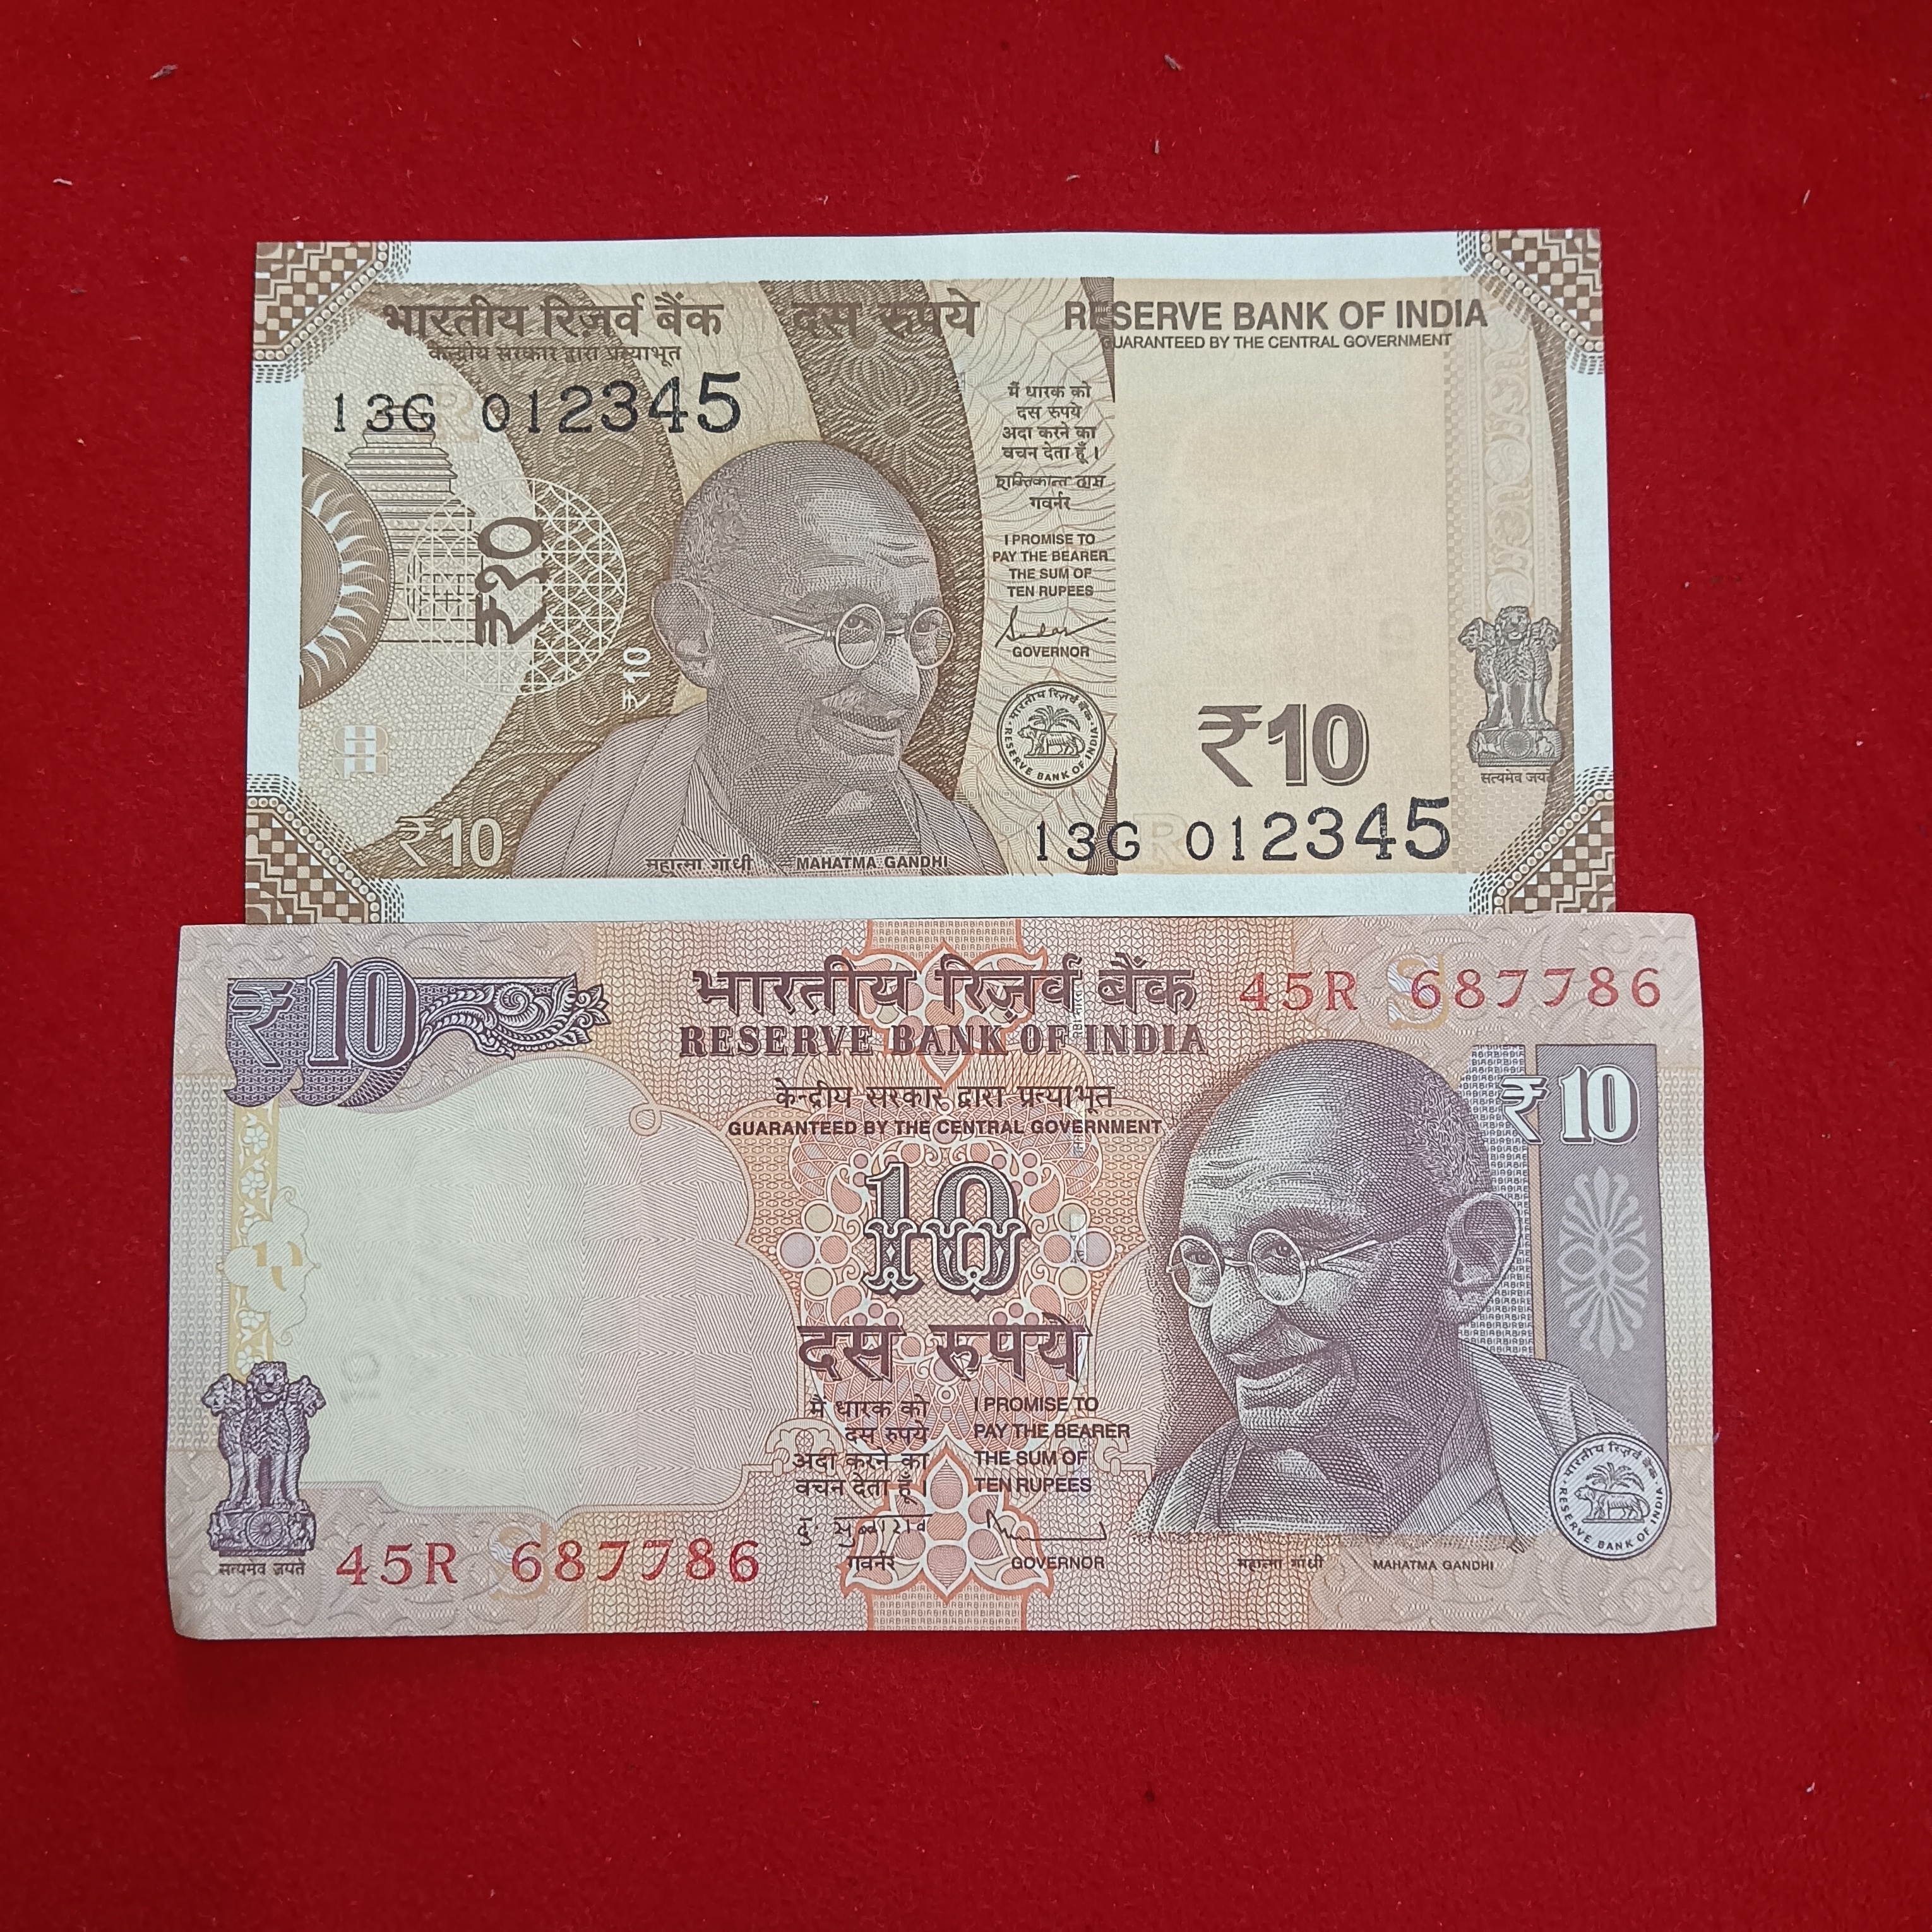 भारतीय रिज़र्व बैंक दस रुपये RESERVE BANK OF INDIA
केन्द्रीय सरकार द्वारा प्रत्याभूत GUARANTEED BY THE CENTRAL GOVERNMENT
13G 012345
मैं धारक को
दस रुपये
अदा करने का
वचन देता हूँ।
शक्तिकान्त दास
गवर्नर
I PROMISE TO
PAY THE BEARER
THE SUM OF
TEN RUPEES
GOVERNOR
₹१०
₹10
भारतीय रिज़र्व बैंक
RESERVE BANK OF INDIA
₹10
सत्यमेव जयते
₹10
महात्मा गांधी MAHATMA GANDHI
13G 012345
₹10
भारतीय रिज़र्व बैंक
45R 687786
RESERVE BANK OF INDIA
केन्द्रीय सरकार द्वारा प्रत्याभूत
GUARANTEED BY THE CENTRAL GOVERNMENT
₹10
10
दस रुपये
मैं धारक को
दस रुपये
अदा करने का
वचन देता हूँ।
I PROMISE TO
PAY THE BEARER
THE SUM OF
TEN RUPEES
दु. सुब्बाराव
गवर्नर
GOVERNOR
भारतीय रिज़र्व बैंक
RESERVE BANK OF INDIA
सत्यमेव जयते
45R 687786
महात्मा गांधी MAHATMA GANDHI